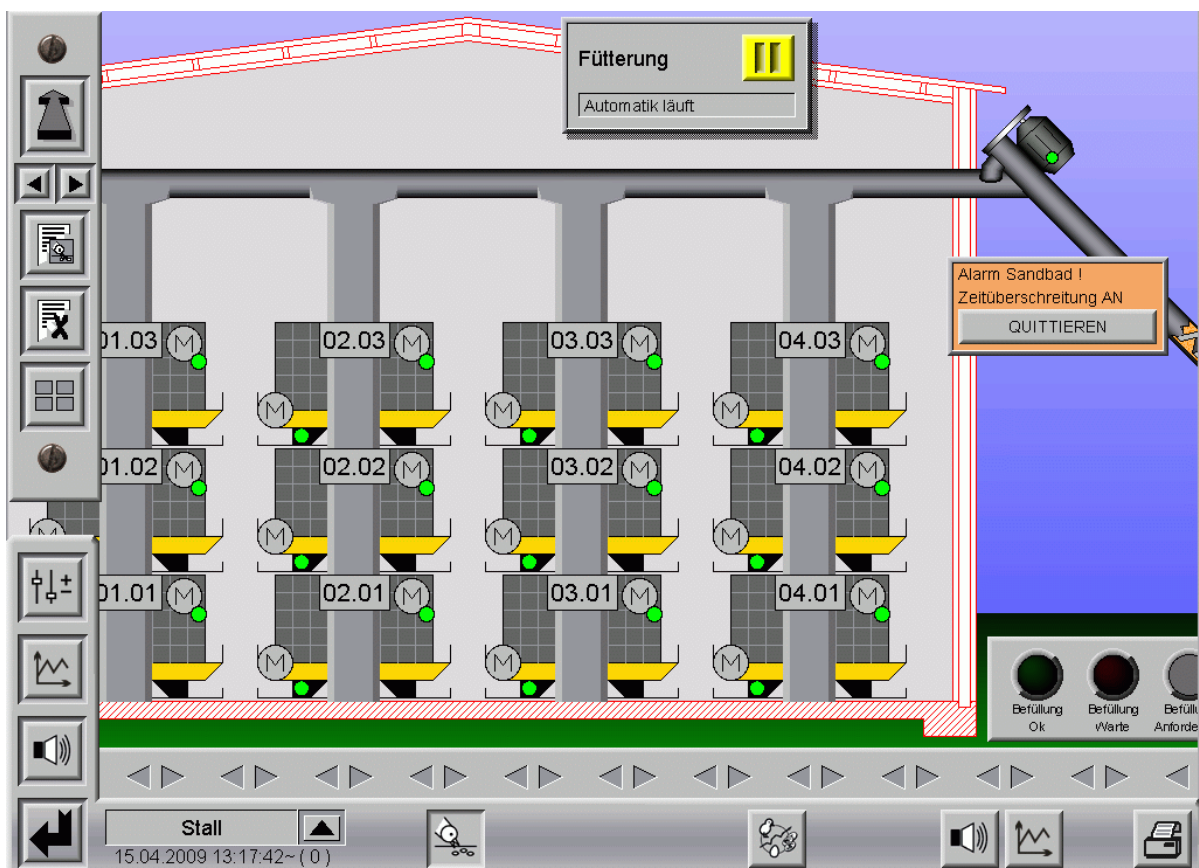 Fütterung
Automatik läuft
Alarm Sandbad !
Zeitüberschreitung AN
QUITTIEREN
01.03 M 02.03 M 03.03 M 04.03 M
M M M
01.02 M 02.02 M 03.02 M 04.02 M
M M M M
01.01 M 02.01 M 03.01 M 04.01 M
M M M
Befüllung Ok
Befüllung Warte
Befüllu
Anforde
Stall
15.04.2009 13:17:42~ ( 0 )